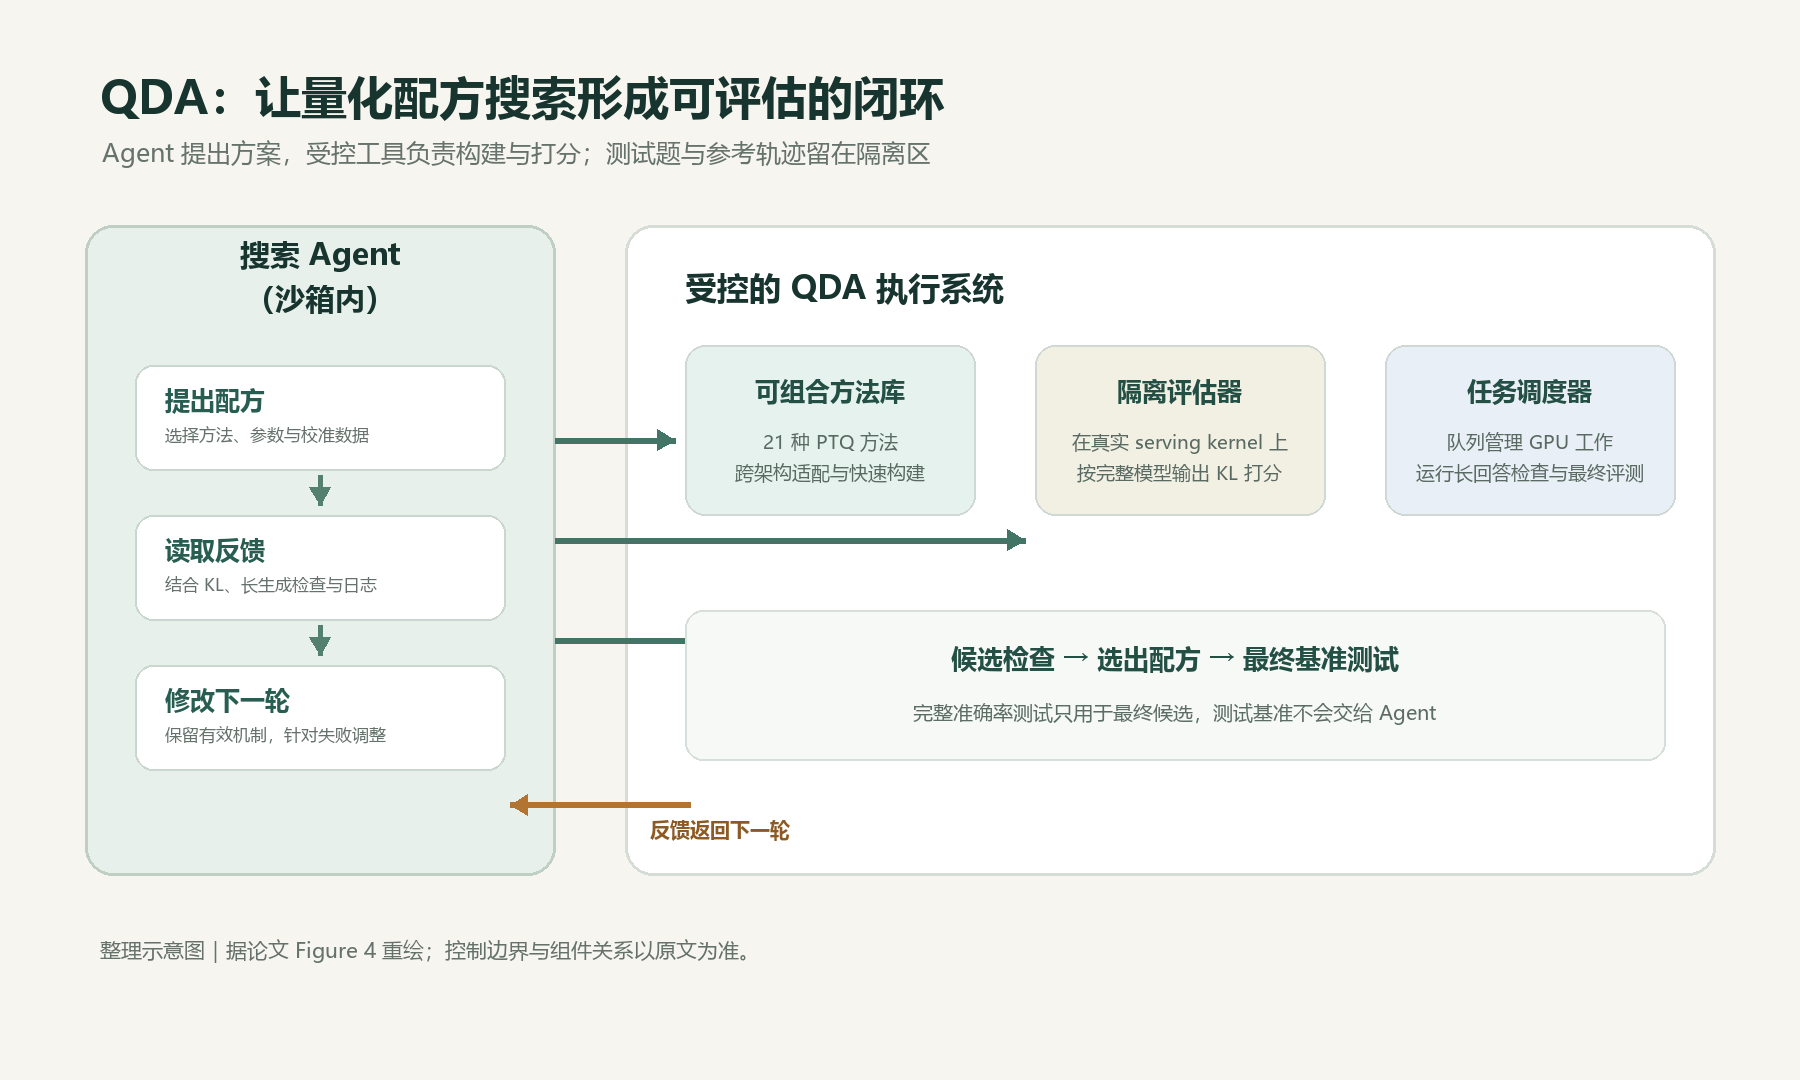 QDA：让量化配方搜索形成可评估的闭环
Agent 提出方案，受控工具负责构建与打分；测试题与参考轨迹留在隔离区
搜索 Agent
（沙箱内）
提出配方
选择方法、参数与校准数据
读取反馈
结合 KL、长生成检查与日志
修改下一轮
保留有效机制，针对失败调整
受控的 QDA 执行系统
可组合方法库
21 种 PTQ 方法
跨架构适配与快速构建
隔离评估器
在真实 serving kernel 上
按完整模型输出 KL 打分
任务调度器
队列管理 GPU 工作
运行长回答检查与最终评测
候选检查 → 选出配方 → 最终基准测试
完整准确率测试只用于最终候选，测试基准不会交给 Agent
反馈返回下一轮
整理示意图｜据论文 Figure 4 重绘；控制边界与组件关系以原文为准。